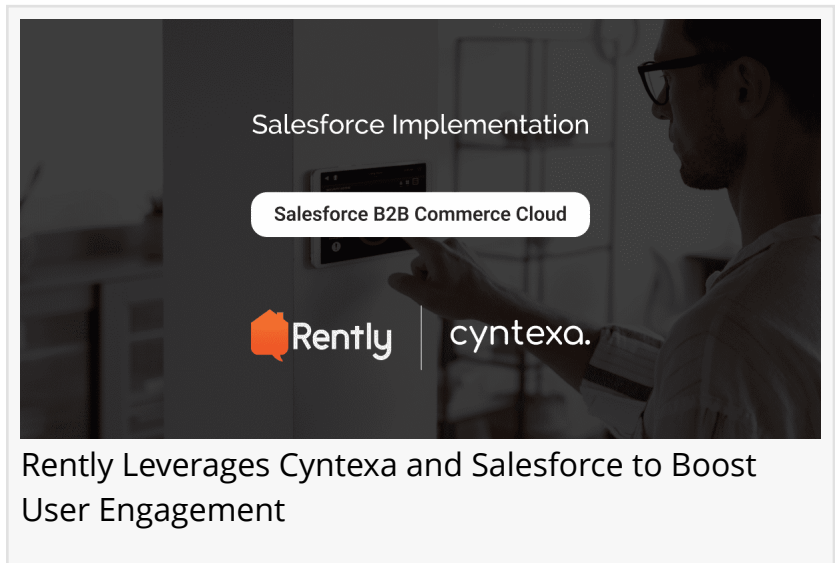 Salesforce Implementation
Salesforce B2B Commerce Cloud
Rently
cyntexa.
Rently Leverages Cyntexa and Salesforce to Boost
User Engagement